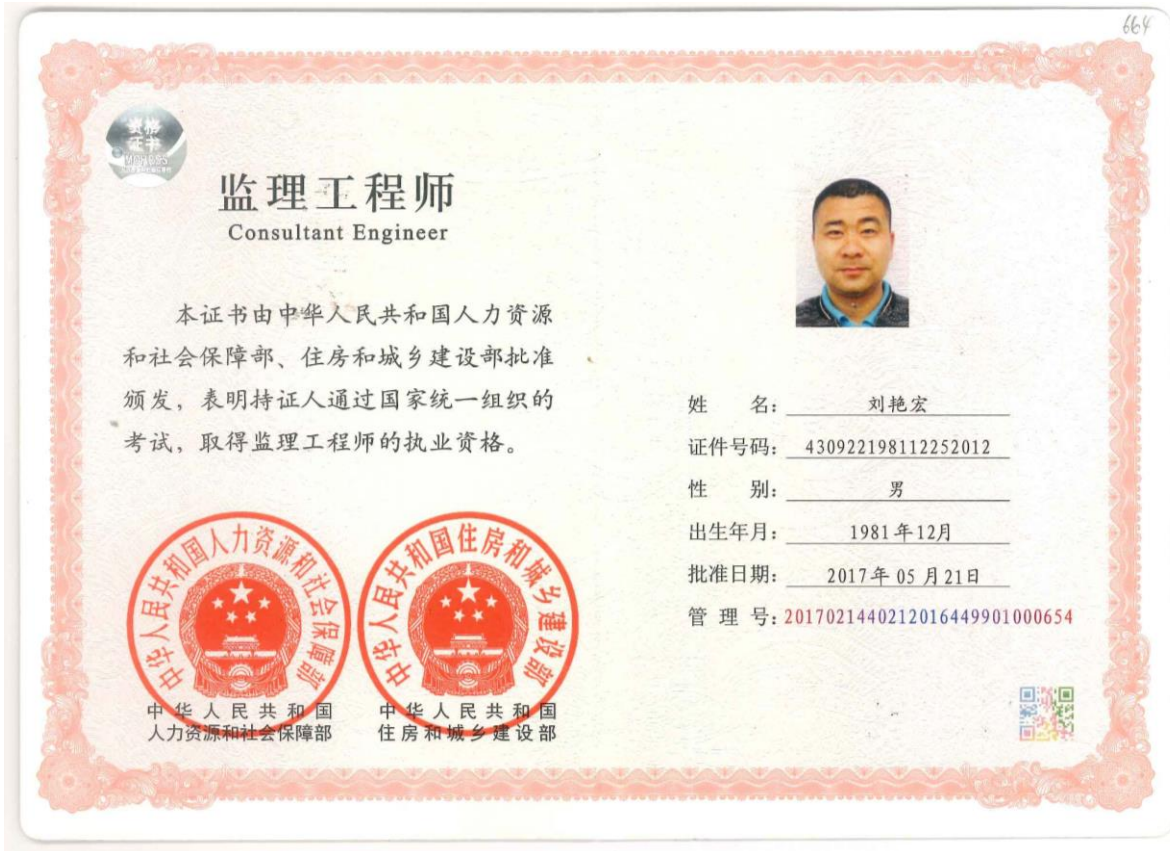 664
资格
证书
MOHRSS
监理工程师
Consultant Engineer
本证书由中华人民共和国人力资源
和社会保障部、住房和城乡建设部批准
颁发，表明持证人通过国家统一组织的
考试，取得监理工程师的执业资格。
姓 名：刘艳宏
证件号码：430922198112252012
性 别：男
出生年月：1981年12月
批准日期：2017年05月21日
管 理 号：2017021440212016449901000654
中华人民共和国人力资源和社会保障部
中华人民共和国住房和城乡建设部
中华人民共和国
人力资源和社会保障部
中华人民共和国
住房和城乡建设部